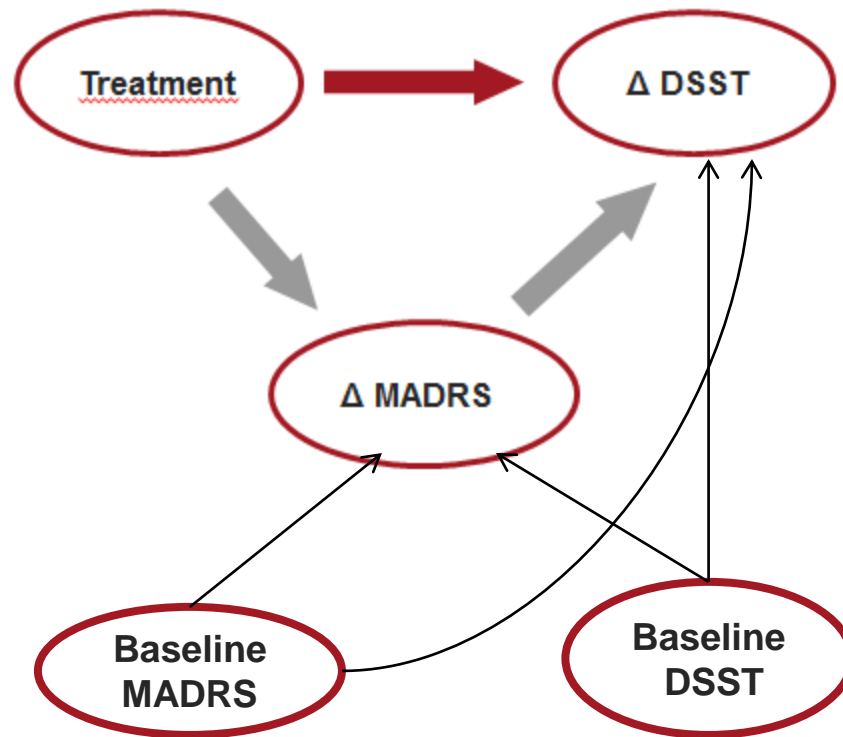 Treatment
Δ DSST
Δ MADRS
Baseline
MADRS
Baseline
DSST